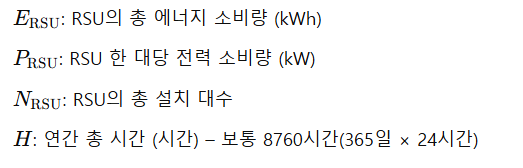 E_RSU: RSU의 총 에너지 소비량 (kWh)
P_RSU: RSU 한 대당 전력 소비량 (kW)
N_RSU: RSU의 총 설치 대수
H: 연간 총 시간 (시간) – 보통 8760시간(365일 × 24시간)